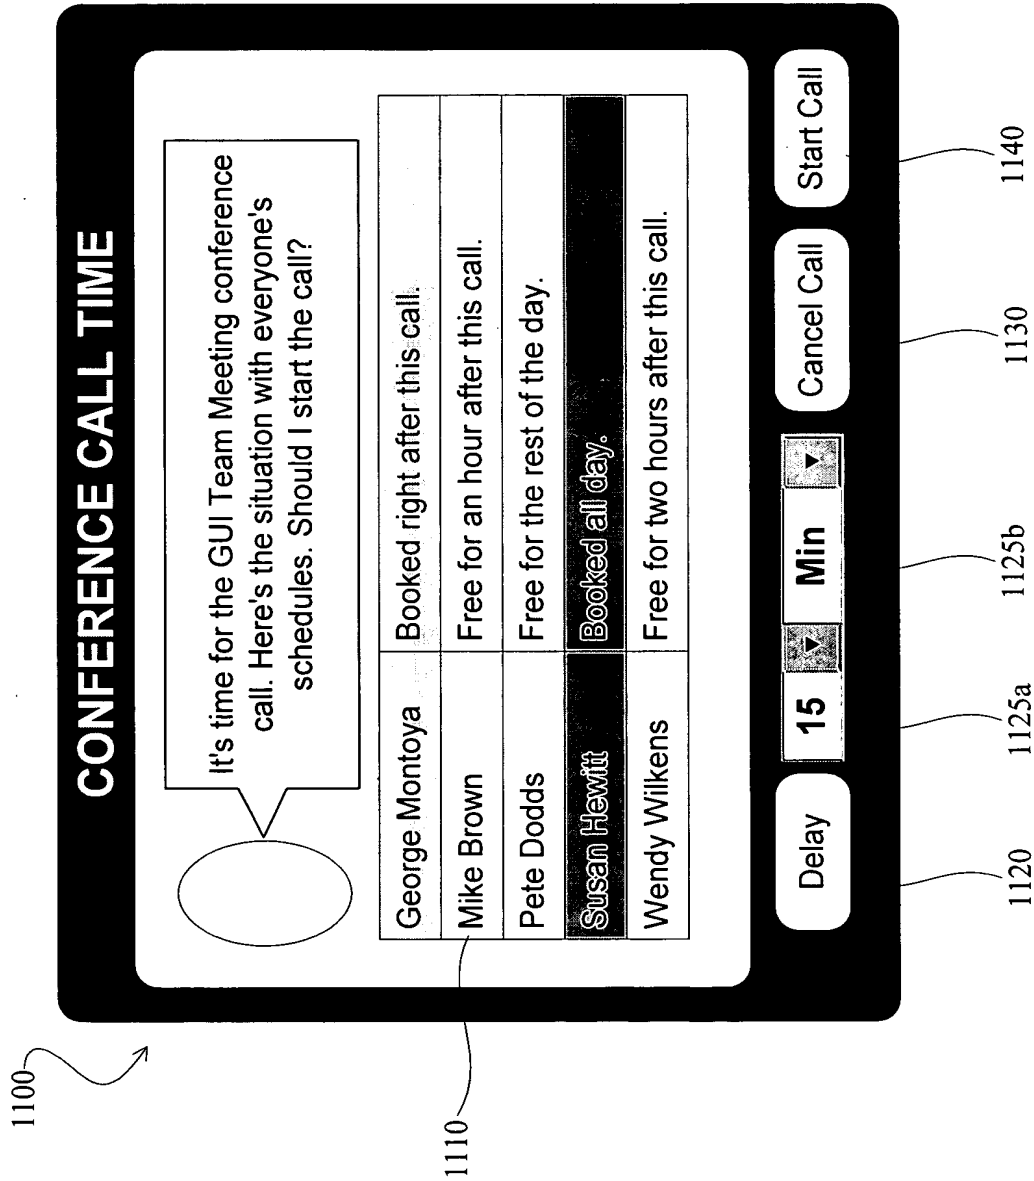 1100
CONFERENCE CALL TIME
It's time for the GUI Team Meeting conference
call. Here's the situation with everyone's
schedules. Should I start the call?
1110
George Montoya Booked right after this call.
Mike Brown Free for an hour after this call.
Pete Dodds Free for the rest of the day.
Susan Hewitt Booked all day.
Wendy Wilkens Free for two hours after this call.
Delay 15 Min Cancel Call Start Call
1120 1125a 1125b 1130 1140